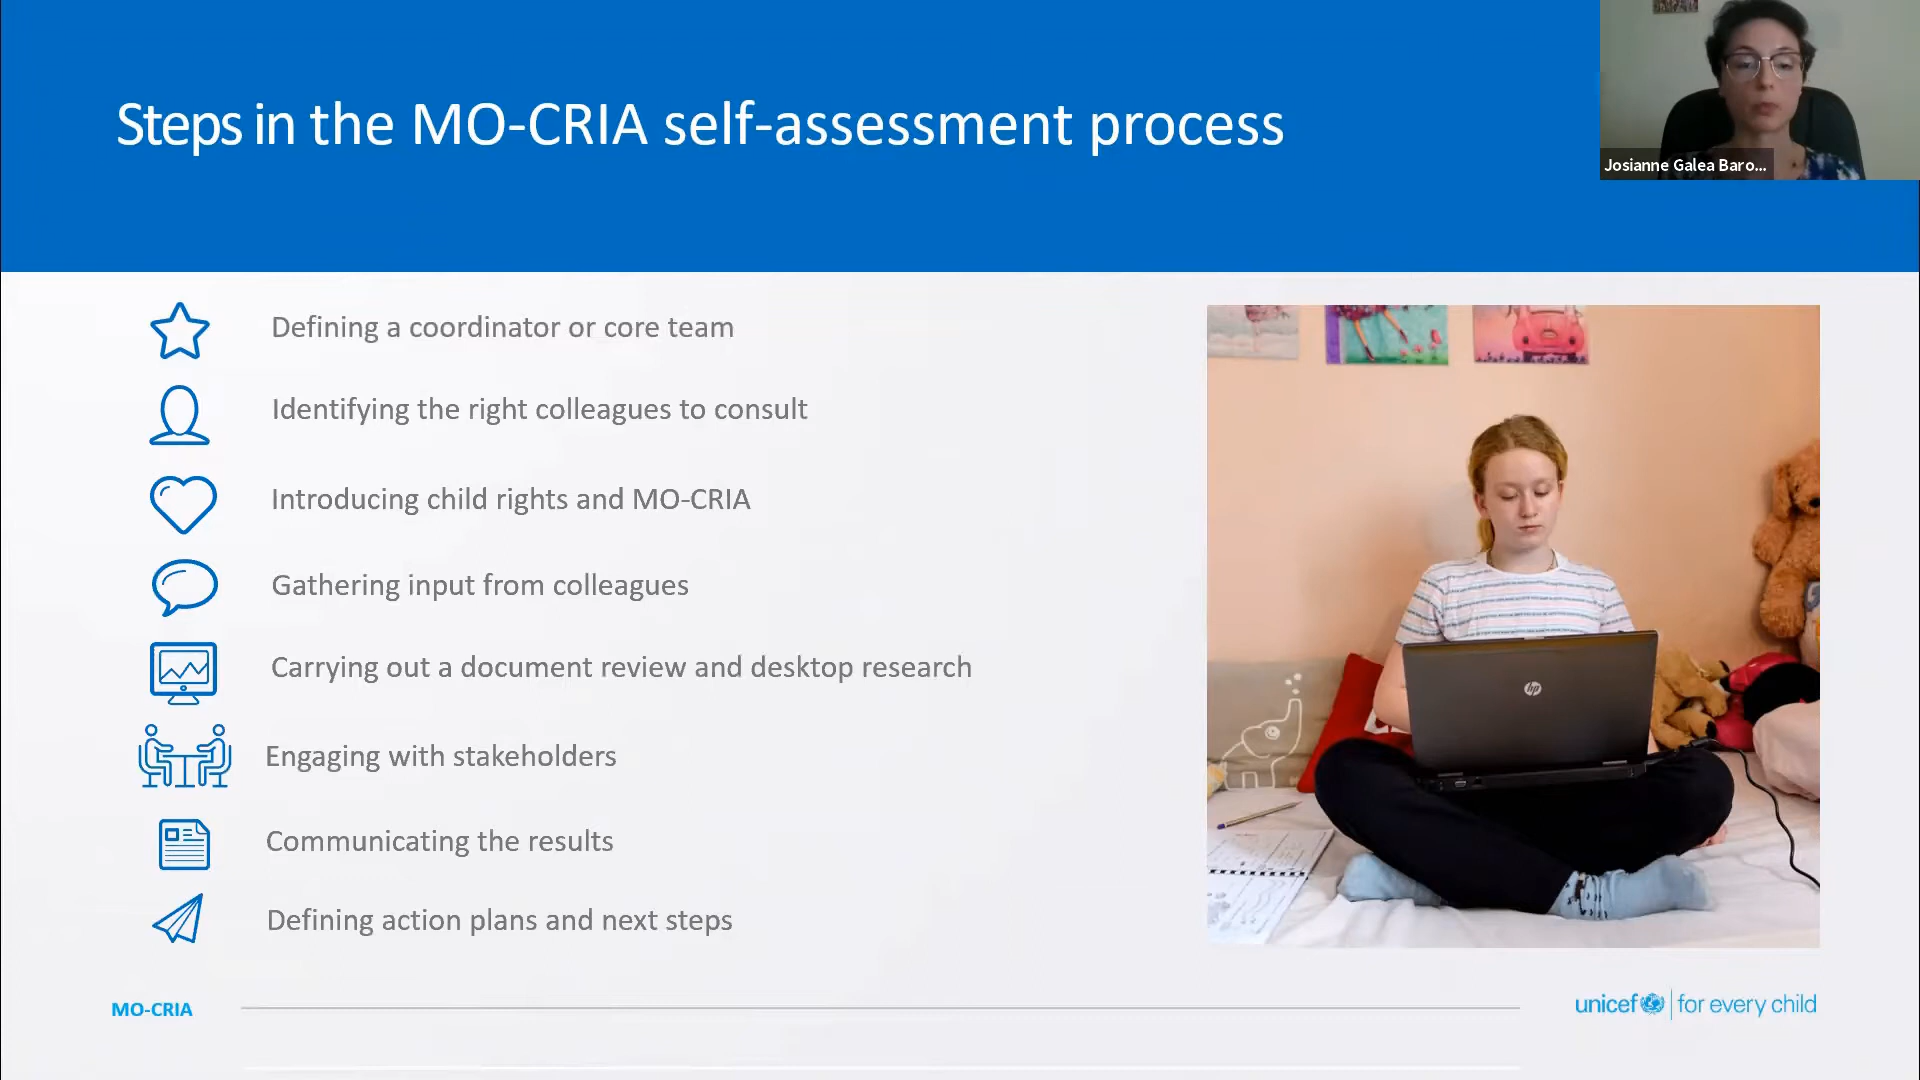 Steps in the MO-CRIA self-assessment process
Josianne Galea Baro...
Defining a coordinator or core team
Identifying the right colleagues to consult
Introducing child rights and MO-CRIA
Gathering input from colleagues
Carrying out a document review and desktop research
Engaging with stakeholders
Communicating the results
Defining action plans and next steps
hp
MO-CRIA
unicef for every child